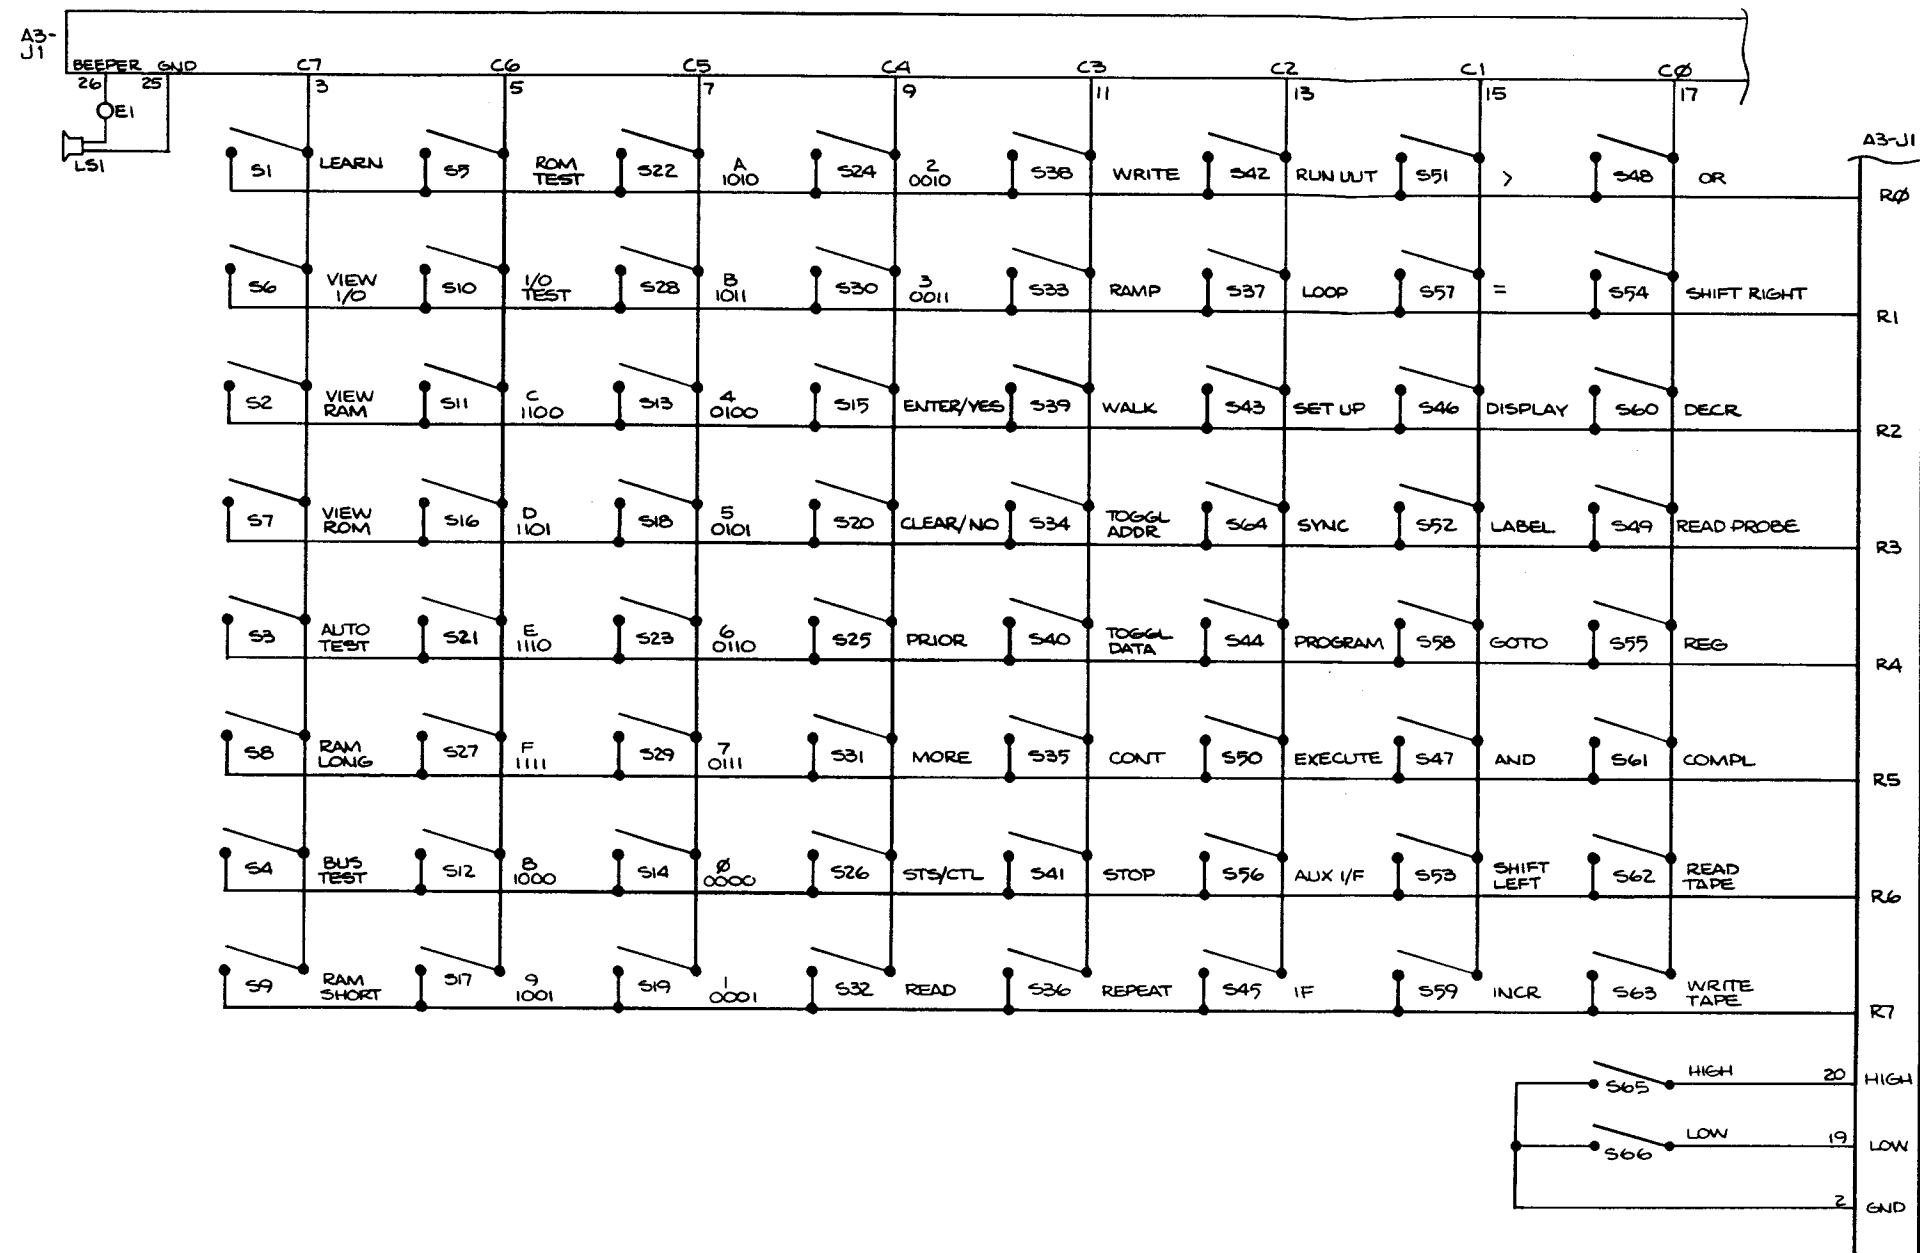 A3-
J1
BEEPER GND C7 C6 C5 C4 C3 C2 C1 CØ
26 25 3 5 7 9 11 13 15 17
E1
LS1
A3-J1
S1 LEARN S5 ROM TEST S22 A 1010 S24 2 0010 S38 WRITE S42 RUN UUT S51 > S48 OR RØ
S6 VIEW I/O S10 I/O TEST S28 B 1011 S30 3 0011 S33 RAMP S37 LOOP S57 = S54 SHIFT RIGHT R1
S2 VIEW RAM S11 C 1100 S13 4 0100 S15 ENTER/YES S39 WALK S43 SET UP S46 DISPLAY S60 DECR R2
S7 VIEW ROM S16 D 1101 S18 5 0101 S20 CLEAR/NO S34 TOGGL ADDR S64 SYNC S52 LABEL S49 READ PROBE R3
S3 AUTO TEST S21 E 1110 S23 6 0110 S25 PRIOR S40 TOGGL DATA S44 PROGRAM S58 GOTO S55 REG R4
S8 RAM LONG S27 F 1111 S29 7 0111 S31 MORE S35 CONT S50 EXECUTE S47 AND S61 COMPL R5
S4 BUS TEST S12 8 1000 S14 Ø 0000 S26 STS/CTL S41 STOP S56 AUX I/F S53 SHIFT LEFT S62 READ TAPE R6
S9 RAM SHORT S17 9 1001 S19 1 0001 S32 READ S36 REPEAT S45 IF S59 INCR S63 WRITE TAPE R7
S65 HIGH 20 HIGH
S66 LOW 19 LOW
2 GND